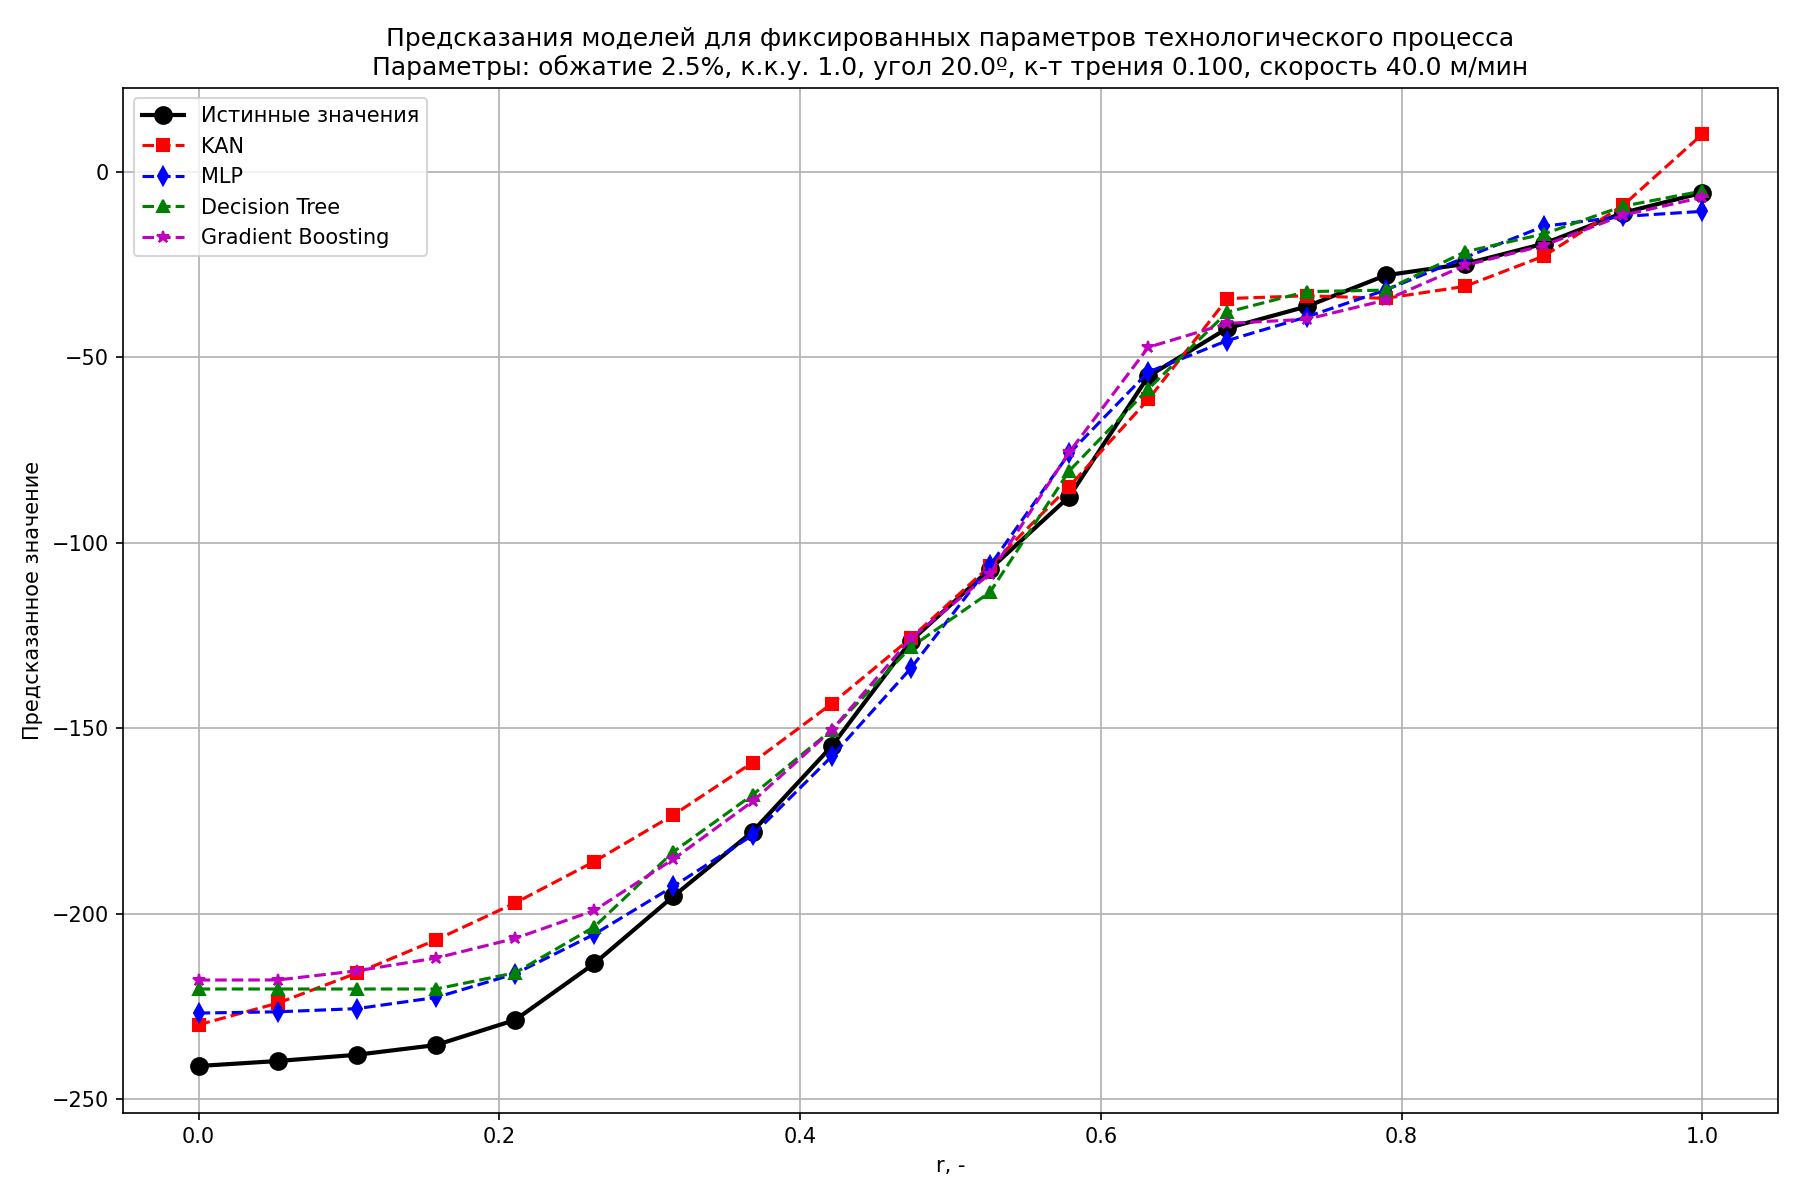 Предсказания моделей для фиксированных параметров технологического процесса
Параметры: обжатие 2.5%, к.к.у. 1.0, угол 20.0º, к-т трения 0.100, скорость 40.0 м/мин
Истинные значения
KAN
MLP
Decision Tree
Gradient Boosting
Предсказанное значение
0
−50
−100
−150
−200
−250
0.0 0.2 0.4 0.6 0.8 1.0
r, -